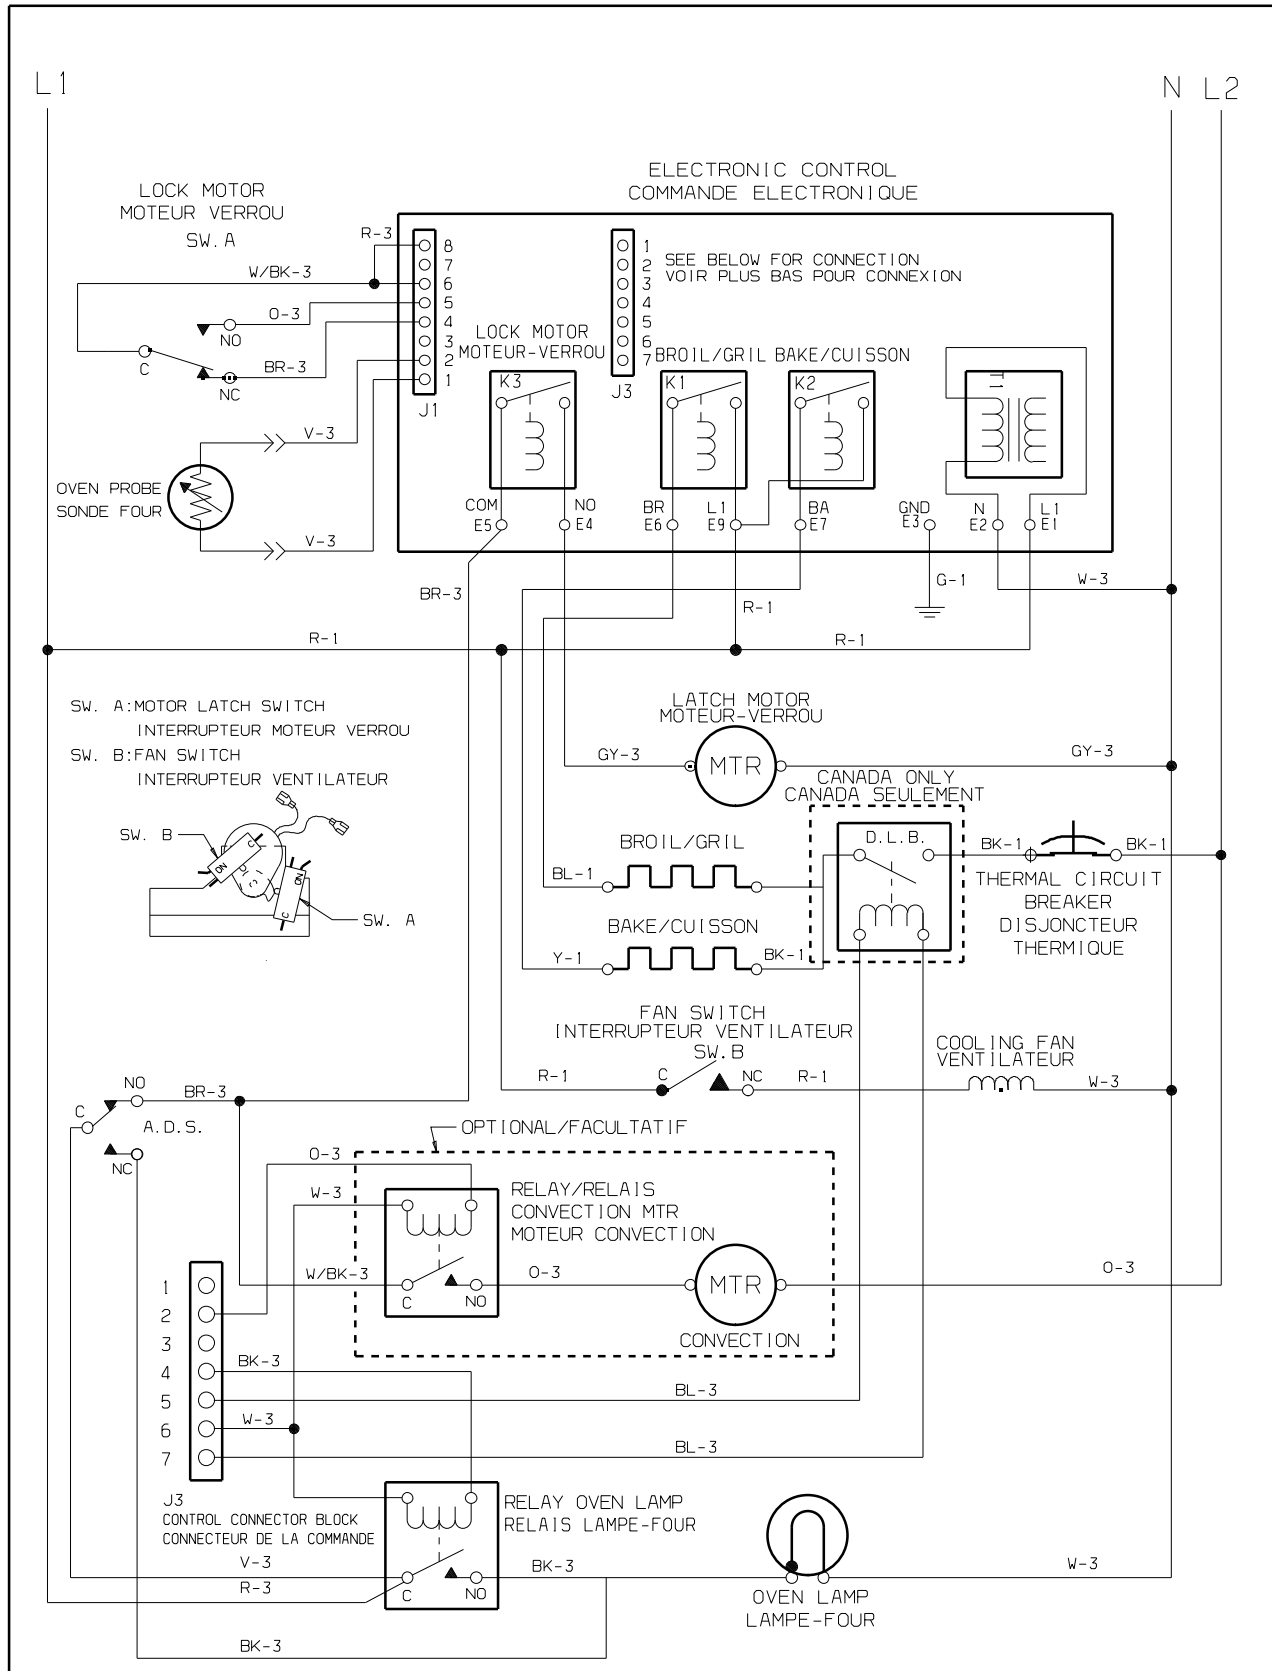 L1
N L2
ELECTRONIC CONTROL
COMMANDE ELECTRONIQUE
LOCK MOTOR
MOTEUR VERROU
SW. A
R-3
W/BK-3
O-3
NO
C
BR-3
NC
8
7
6
5
4
3
2
1
J1
1
2
3
4
5
6
7
J3
SEE BELOW FOR CONNECTION
VOIR PLUS BAS POUR CONNEXION
LOCK MOTOR
MOTEUR-VERROU
BROIL/GRIL
BAKE/CUISSON
K3
K1
K2
T1
V-3
OVEN PROBE
SONDE FOUR
V-3
COM
E5
NO
E4
BR
E6
L1
E9
BA
E7
GND
E3
N
E2
L1
E1
BR-3
R-1
G-1
W-3
R-1
R-1
SW. A:MOTOR LATCH SWITCH
INTERRUPTEUR MOTEUR VERROU
SW. B:FAN SWITCH
INTERRUPTEUR VENTILATEUR
SW. B
SW. A
C
NO
C
NO
LATCH MOTOR
MOTEUR-VERROU
GY-3
MTR
GY-3
CANADA ONLY
CANADA SEULEMENT
D.L.B.
BK-1
BK-1
THERMAL CIRCUIT
BREAKER
DISJONCTEUR
THERMIQUE
BROIL/GRIL
BL-1
BAKE/CUISSON
Y-1
BK-1
FAN SWITCH
INTERRUPTEUR VENTILATEUR
SW.B
R-1
C
NC
R-1
COOLING FAN
VENTILATEUR
W-3
NO
C
BR-3
A.D.S.
NC
OPTIONAL/FACULTATIF
O-3
W-3
RELAY/RELAIS
CONVECTION MTR
MOTEUR CONVECTION
W/BK-3
C
NO
O-3
MTR
CONVECTION
O-3
1
2
3
4
5
6
7
BK-3
BL-3
W-3
BL-3
J3
CONTROL CONNECTOR BLOCK
CONNECTEUR DE LA COMMANDE
RELAY OVEN LAMP
RELAIS LAMPE-FOUR
V-3
R-3
C
NO
BK-3
OVEN LAMP
LAMPE-FOUR
W-3
BK-3